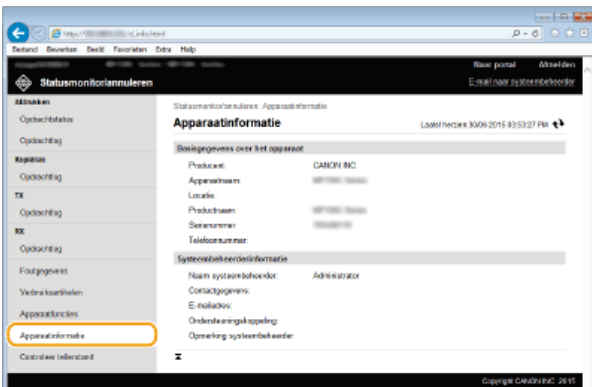 Bestand Bewerken Beeld Favorieten Extra Help
Naar portal Afmelden
Statusmonitor/annuleren
E-mail naar systeembeheerder
Afdrukken
Opdrachtstatus
Opdrachtlog
Kopiëren
Opdrachtlog
TX
Opdrachtlog
RX
Opdrachtlog
Foutgegevens
Verbruiksartikelen
Apparaatfuncties
Apparaatinformatie
Controleer tellerstand
Statusmonitor/annuleren: Apparaatinformatie
Apparaatinformatie
Laatst herzien: 30/06 2015 03:53:27 PM
Basisgegevens over het apparaat
Producent: CANON INC.
Apparaatnaam:
Locatie:
Productnaam:
Serienummer:
Telefoonnummer:
Systeembeheerderinformatie
Naam systeembeheerder: Administrator
Contactgegevens:
E-mailadres:
Ondersteuningskoppeling:
Opmerking systeembeheerder:
Copyright CANON INC. 2015